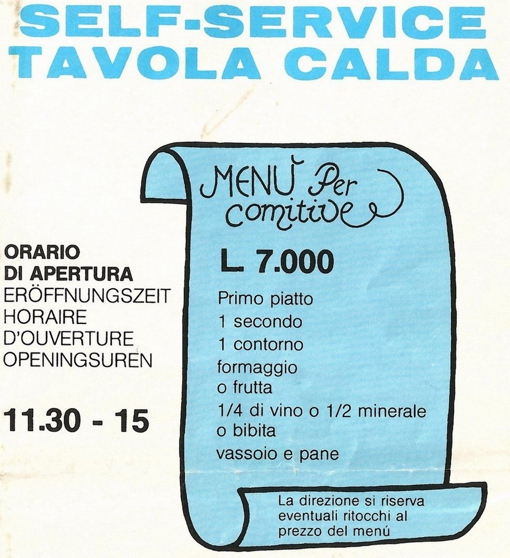 SELF-SERVICE
TAVOLA CALDA
MENÙ Per
comitive
L. 7.000
Primo piatto
1 secondo
1 contorno
formaggio
o frutta
1/4 di vino o 1/2 minerale
o bibita
vassoio e pane
La direzione si riserva
eventuali ritocchi al
prezzo del menú
ORARIO
DI APERTURA
ERÖFFNUNGSZEIT
HORAIRE
D'OUVERTURE
OPENINGSUREN
11.30 - 15